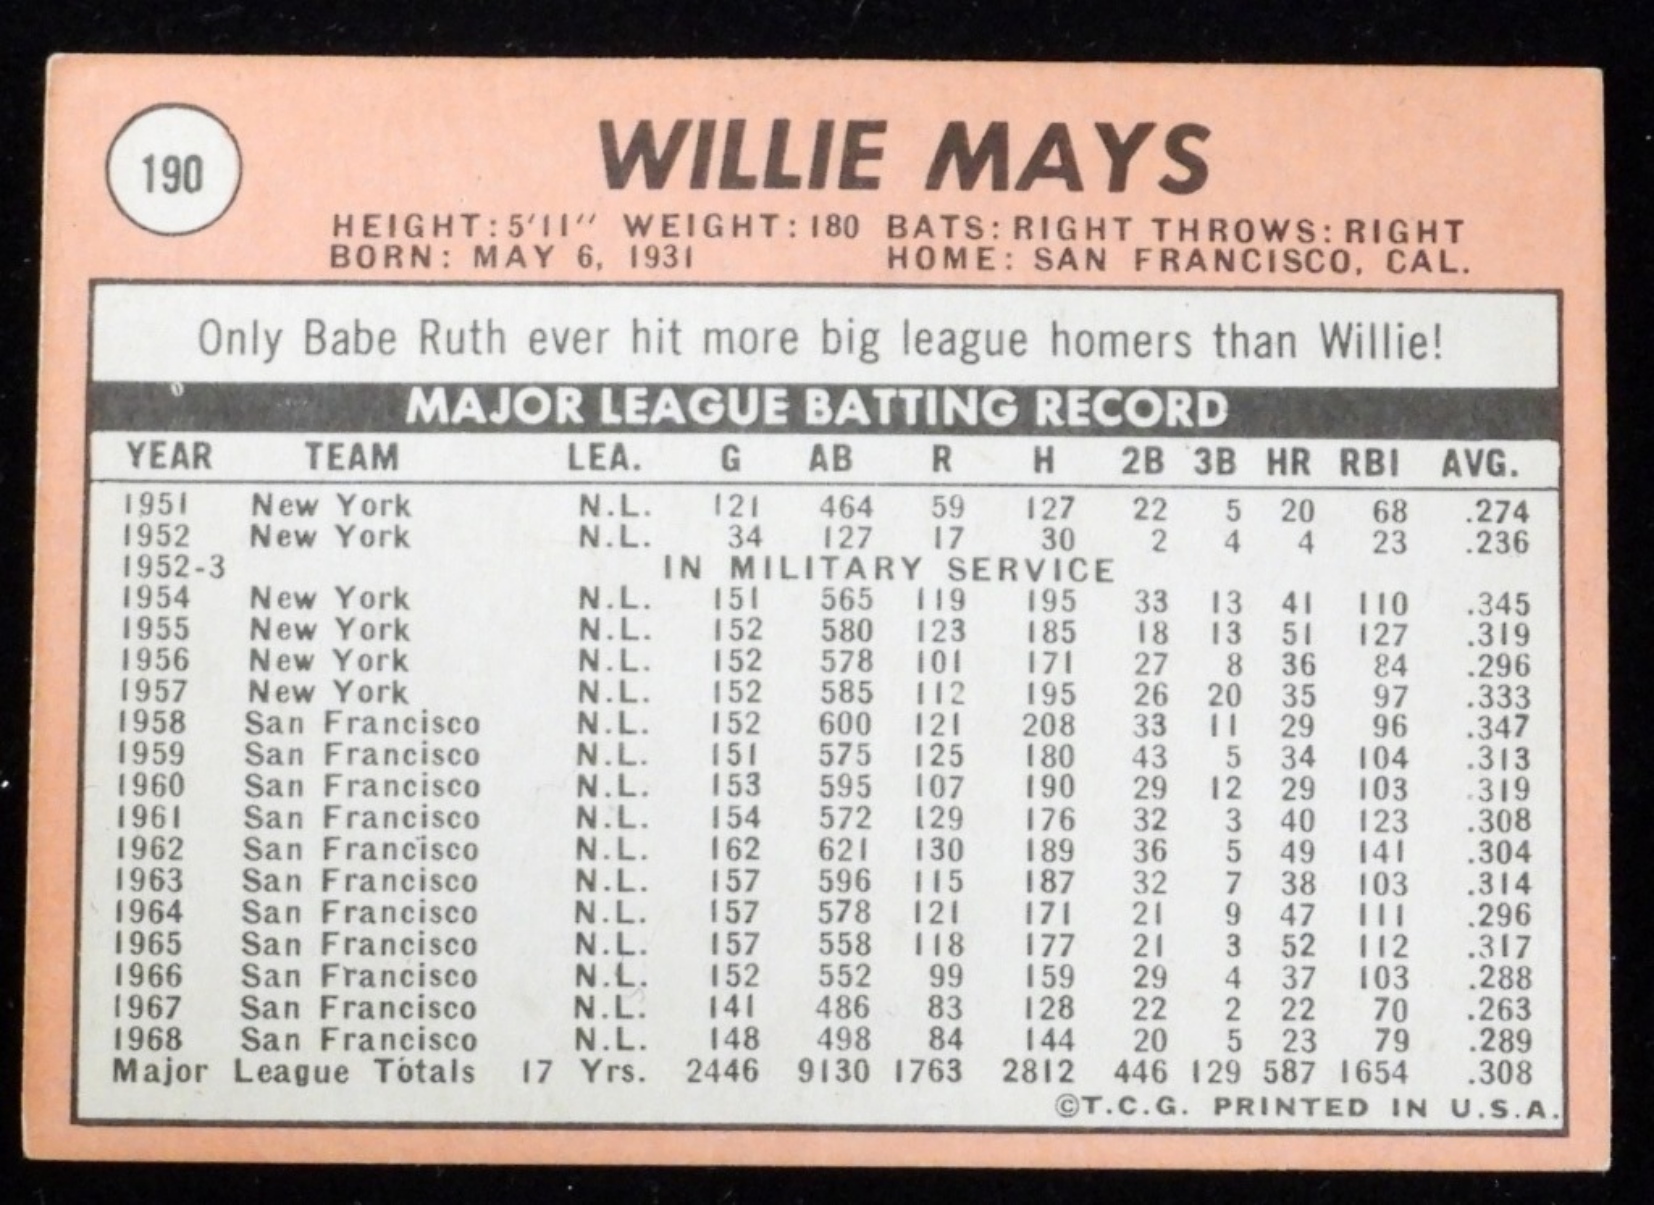 190
WILLIE MAYS
HEIGHT: 5'11" WEIGHT: 180 BATS: RIGHT THROWS: RIGHT
BORN: MAY 6, 1931 HOME: SAN FRANCISCO, CAL.
Only Babe Ruth ever hit more big league homers than Willie!
MAJOR LEAGUE BATTING RECORD
YEAR TEAM LEA. G AB R H 2B 3B HR RBI AVG.
1951 New York N.L. 121 464 59 127 22 5 20 68 .274
1952 New York N.L. 34 127 17 30 2 4 4 23 .236
1952-3 IN MILITARY SERVICE
1954 New York N.L. 151 565 119 195 33 13 41 110 .345
1955 New York N.L. 152 580 123 185 18 13 51 127 .319
1956 New York N.L. 152 578 101 171 27 8 36 84 .296
1957 New York N.L. 152 585 112 195 26 20 35 97 .333
1958 San Francisco N.L. 152 600 121 208 33 11 29 96 .347
1959 San Francisco N.L. 151 575 125 180 43 5 34 104 .313
1960 San Francisco N.L. 153 595 107 190 29 12 29 103 .319
1961 San Francisco N.L. 154 572 129 176 32 3 40 123 .308
1962 San Francisco N.L. 162 621 130 189 36 5 49 141 .304
1963 San Francisco N.L. 157 596 115 187 32 7 38 103 .314
1964 San Francisco N.L. 157 578 121 171 21 9 47 111 .296
1965 San Francisco N.L. 157 558 118 177 21 3 52 112 .317
1966 San Francisco N.L. 152 552 99 159 29 4 37 103 .288
1967 San Francisco N.L. 141 486 83 128 22 2 22 70 .263
1968 San Francisco N.L. 148 498 84 144 20 5 23 79 .289
Major League Totals 17 Yrs. 2446 9130 1763 2812 446 129 587 1654 .308
©T.C.G. PRINTED IN U.S.A.